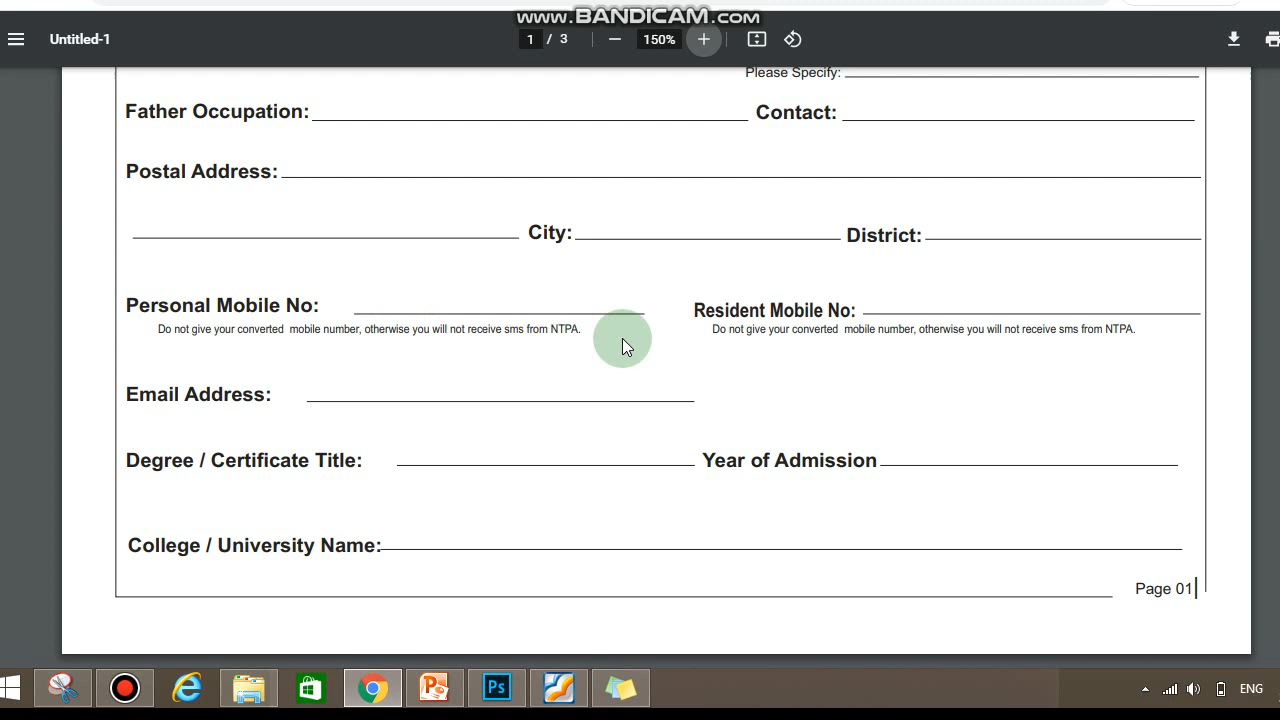 www.BANDICAM.com
Untitled-1
1 / 3
150%
Please Specify:
Father Occupation: Contact:
Postal Address:
City: District:
Personal Mobile No: Resident Mobile No:
Do not give your converted mobile number, otherwise you will not receive sms from NTPA. Do not give your converted mobile number, otherwise you will not receive sms from NTPA.
Email Address:
Degree / Certificate Title: Year of Admission
College / University Name:
Page 01
Ps
ENG